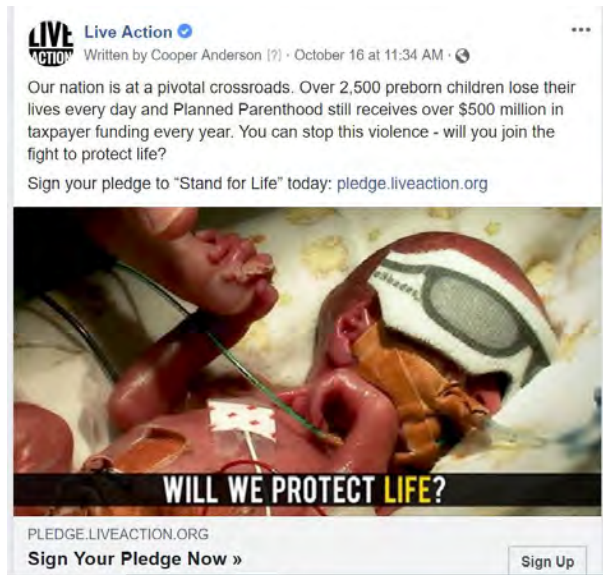 LIVE
ACTION
Live Action
Written by Cooper Anderson [?] · October 16 at 11:34 AM ·
Our nation is at a pivotal crossroads. Over 2,500 preborn children lose their
lives every day and Planned Parenthood still receives over $500 million in
taxpayer funding every year. You can stop this violence - will you join the
fight to protect life?
Sign your pledge to “Stand for Life” today: pledge.liveaction.org
WILL WE PROTECT LIFE?
PLEDGE.LIVEACTION.ORG
Sign Your Pledge Now »
Sign Up